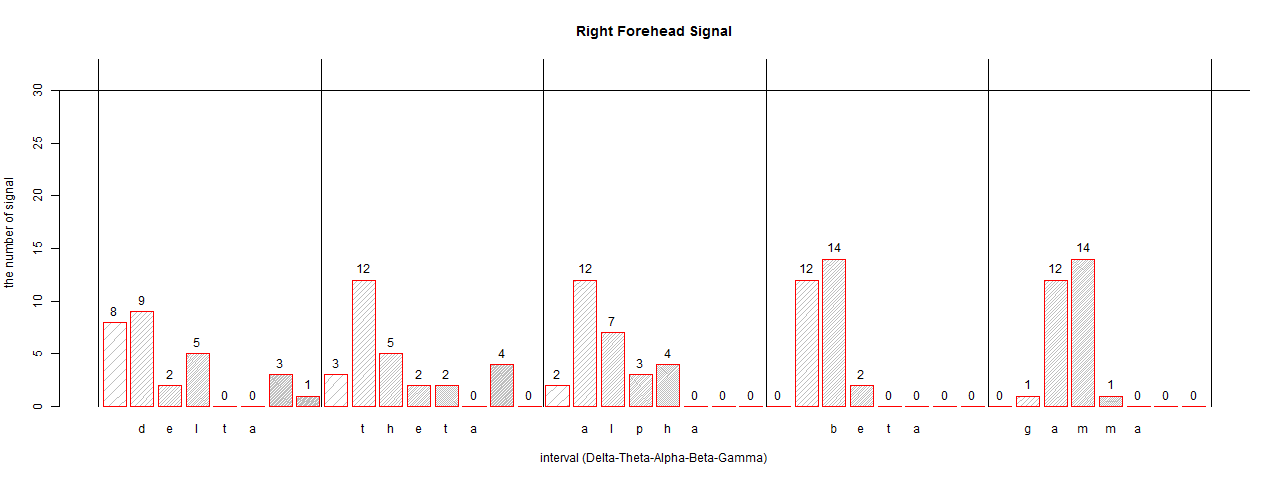 Right Forehead Signal
the number of signal
30
25
20
15
10
5
0
8 9 2 5 0 0 3 1 3 12 5 2 2 0 4 0 2 12 7 3 4 0 0 0 0 12 14 2 0 0 0 0 0 1 12 14 1 0 0 0
d e l t a t h e t a a l p h a b e t a g a m m a
interval (Delta-Theta-Alpha-Beta-Gamma)